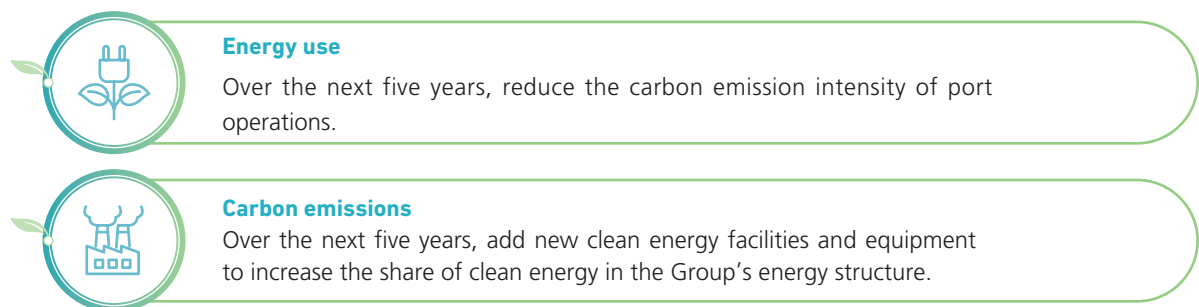 Energy use
Over the next five years, reduce the carbon emission intensity of port
operations.
Carbon emissions
Over the next five years, add new clean energy facilities and equipment
to increase the share of clean energy in the Group’s energy structure.